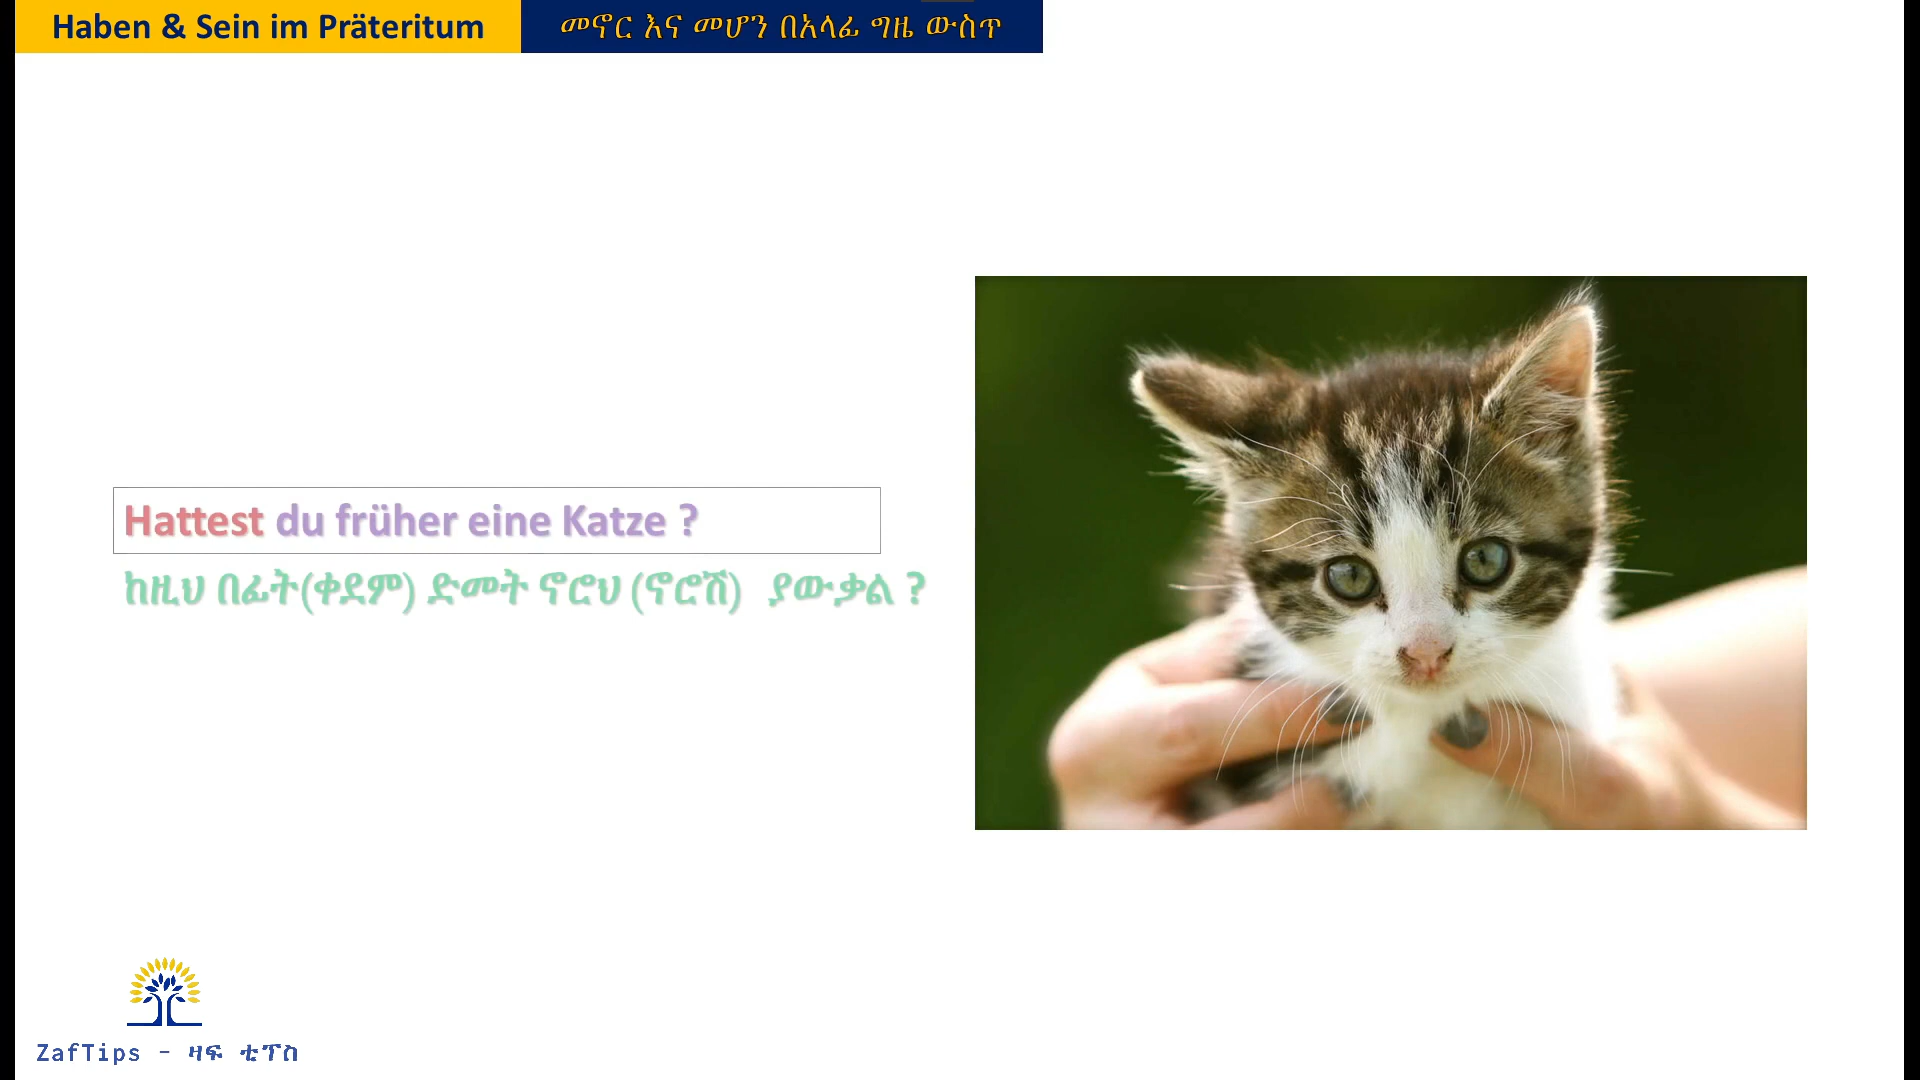 Haben & Sein im Präteritum
መኖር እና መሆን በአላፊ ግዜ ውስጥ
Hattest du früher eine Katze ?
ከዚህ በፊት(ቀደም) ድመት ኖሮህ (ኖሮሽ) ያውቃል ?
ZafTips - ዛፍ ቲፕስ